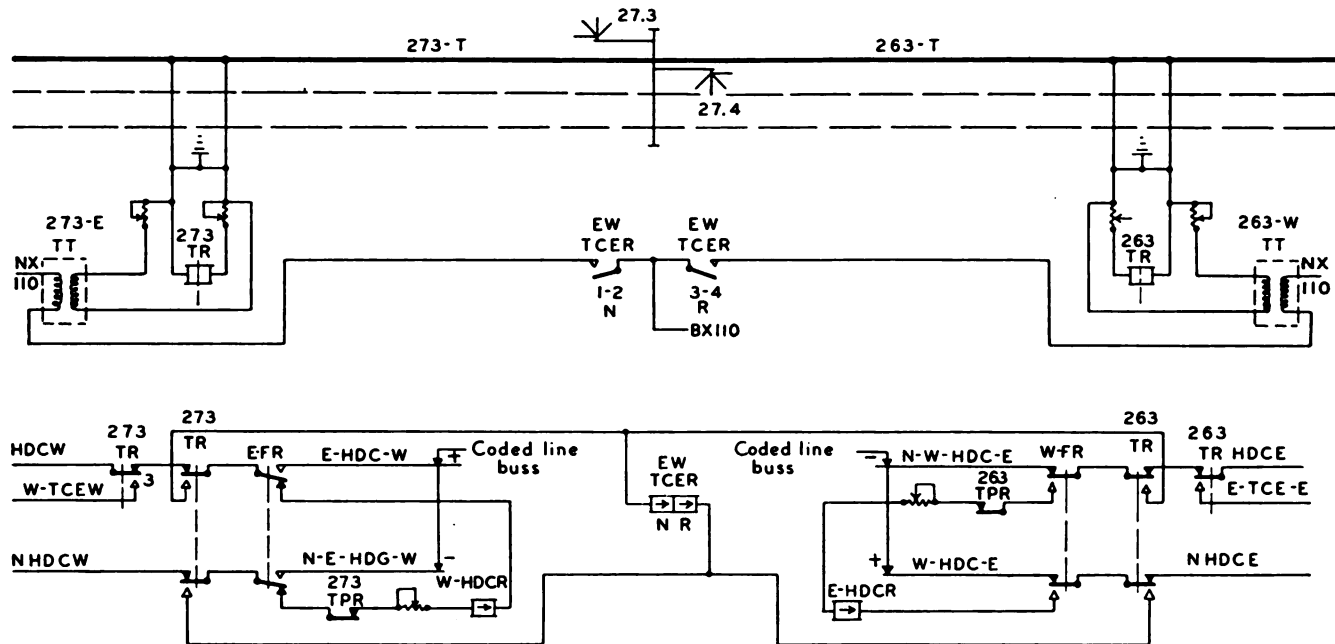 27.3
273-T
263-T
27.4
273-E
TT
NX
110
273
TR
EW
TCER
1-2
N
EW
TCER
3-4
R
BX110
263
TR
263-W
TT
NX
110
HDCW
273
TR
3
W-TCEW
273
TR
E-FR
E-HDC-W
+
Coded line
buss
NHDCW
N-E-HDG-W
-
273
TPR
W-HDCR
EW
TCER
N R
Coded line
buss
-
N-W-HDC-E
W-FR
263
TR
263
TR
HDCE
E-TCE-E
263
TPR
+
W-HDC-E
NHDCE
E-HDCR